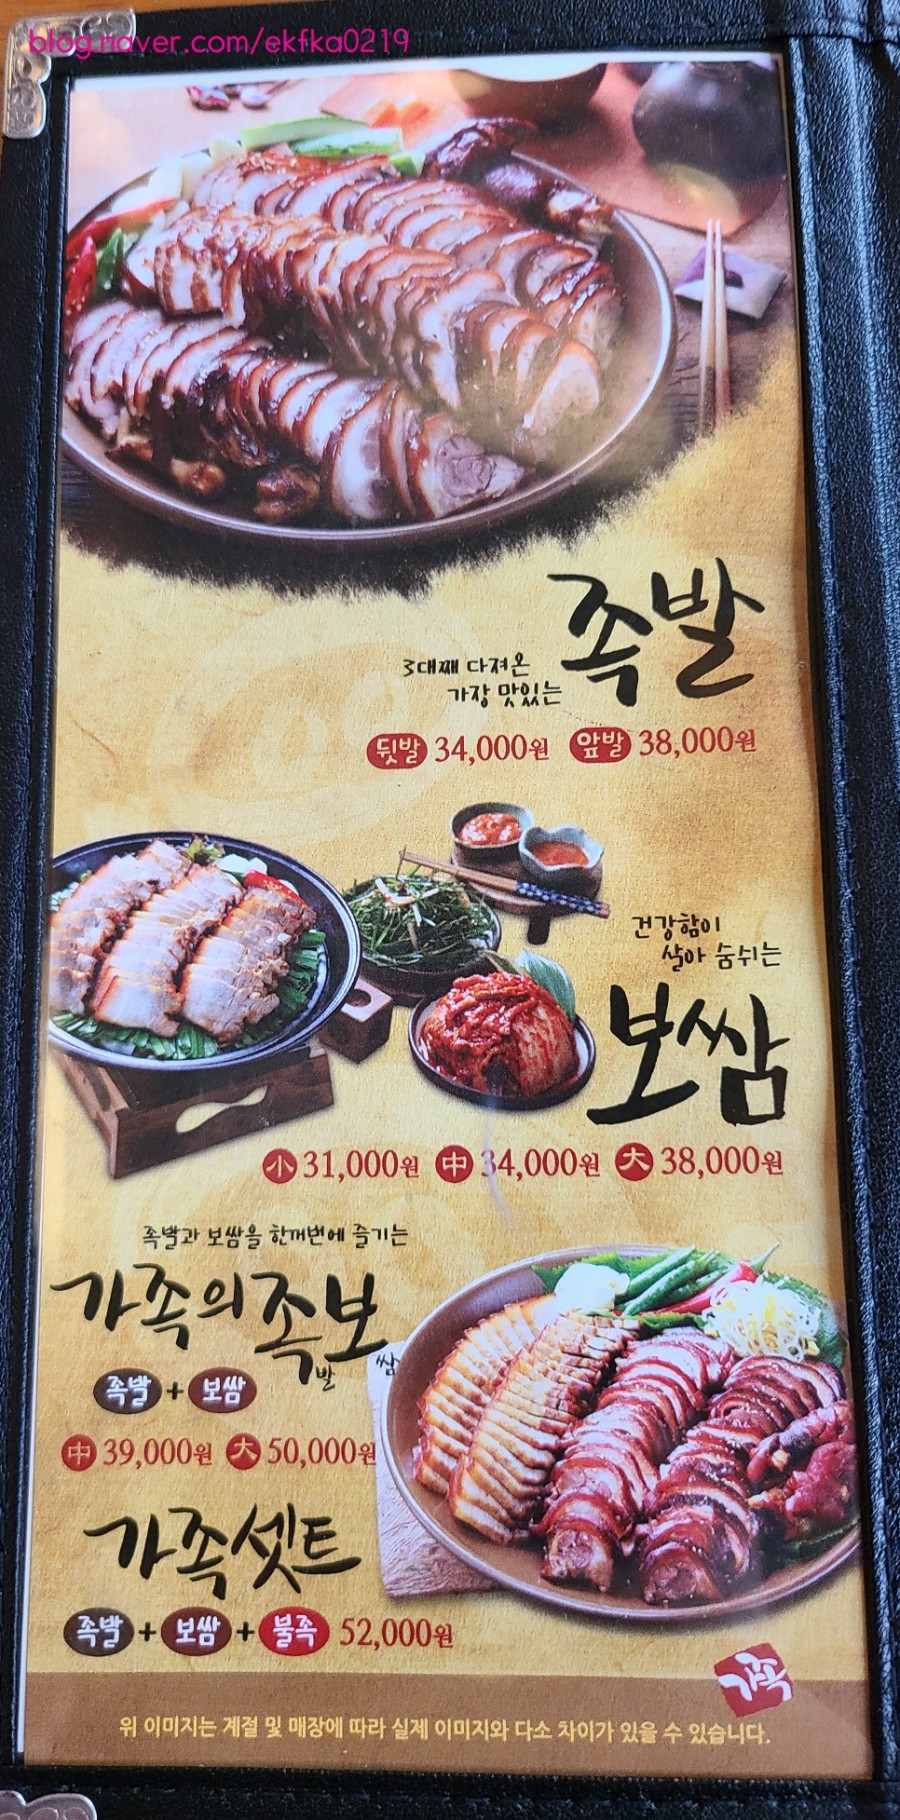 blog.naver.com/ekfka0219
3대째 다져온
가장 맛있는
족발
뒷발 34,000원 앞발 38,000원
건강함이
살아 숨쉬는
보쌈
小 31,000원 中 34,000원 大 38,000원
족발과 보쌈을 한꺼번에 즐기는
가족의 족보
발 쌈
족발 + 보쌈
中 39,000원 大 50,000원
가족셋트
족발 + 보쌈 + 불족 52,000원
가족
위 이미지는 계절 및 매장에 따라 실제 이미지와 다소 차이가 있을 수 있습니다.